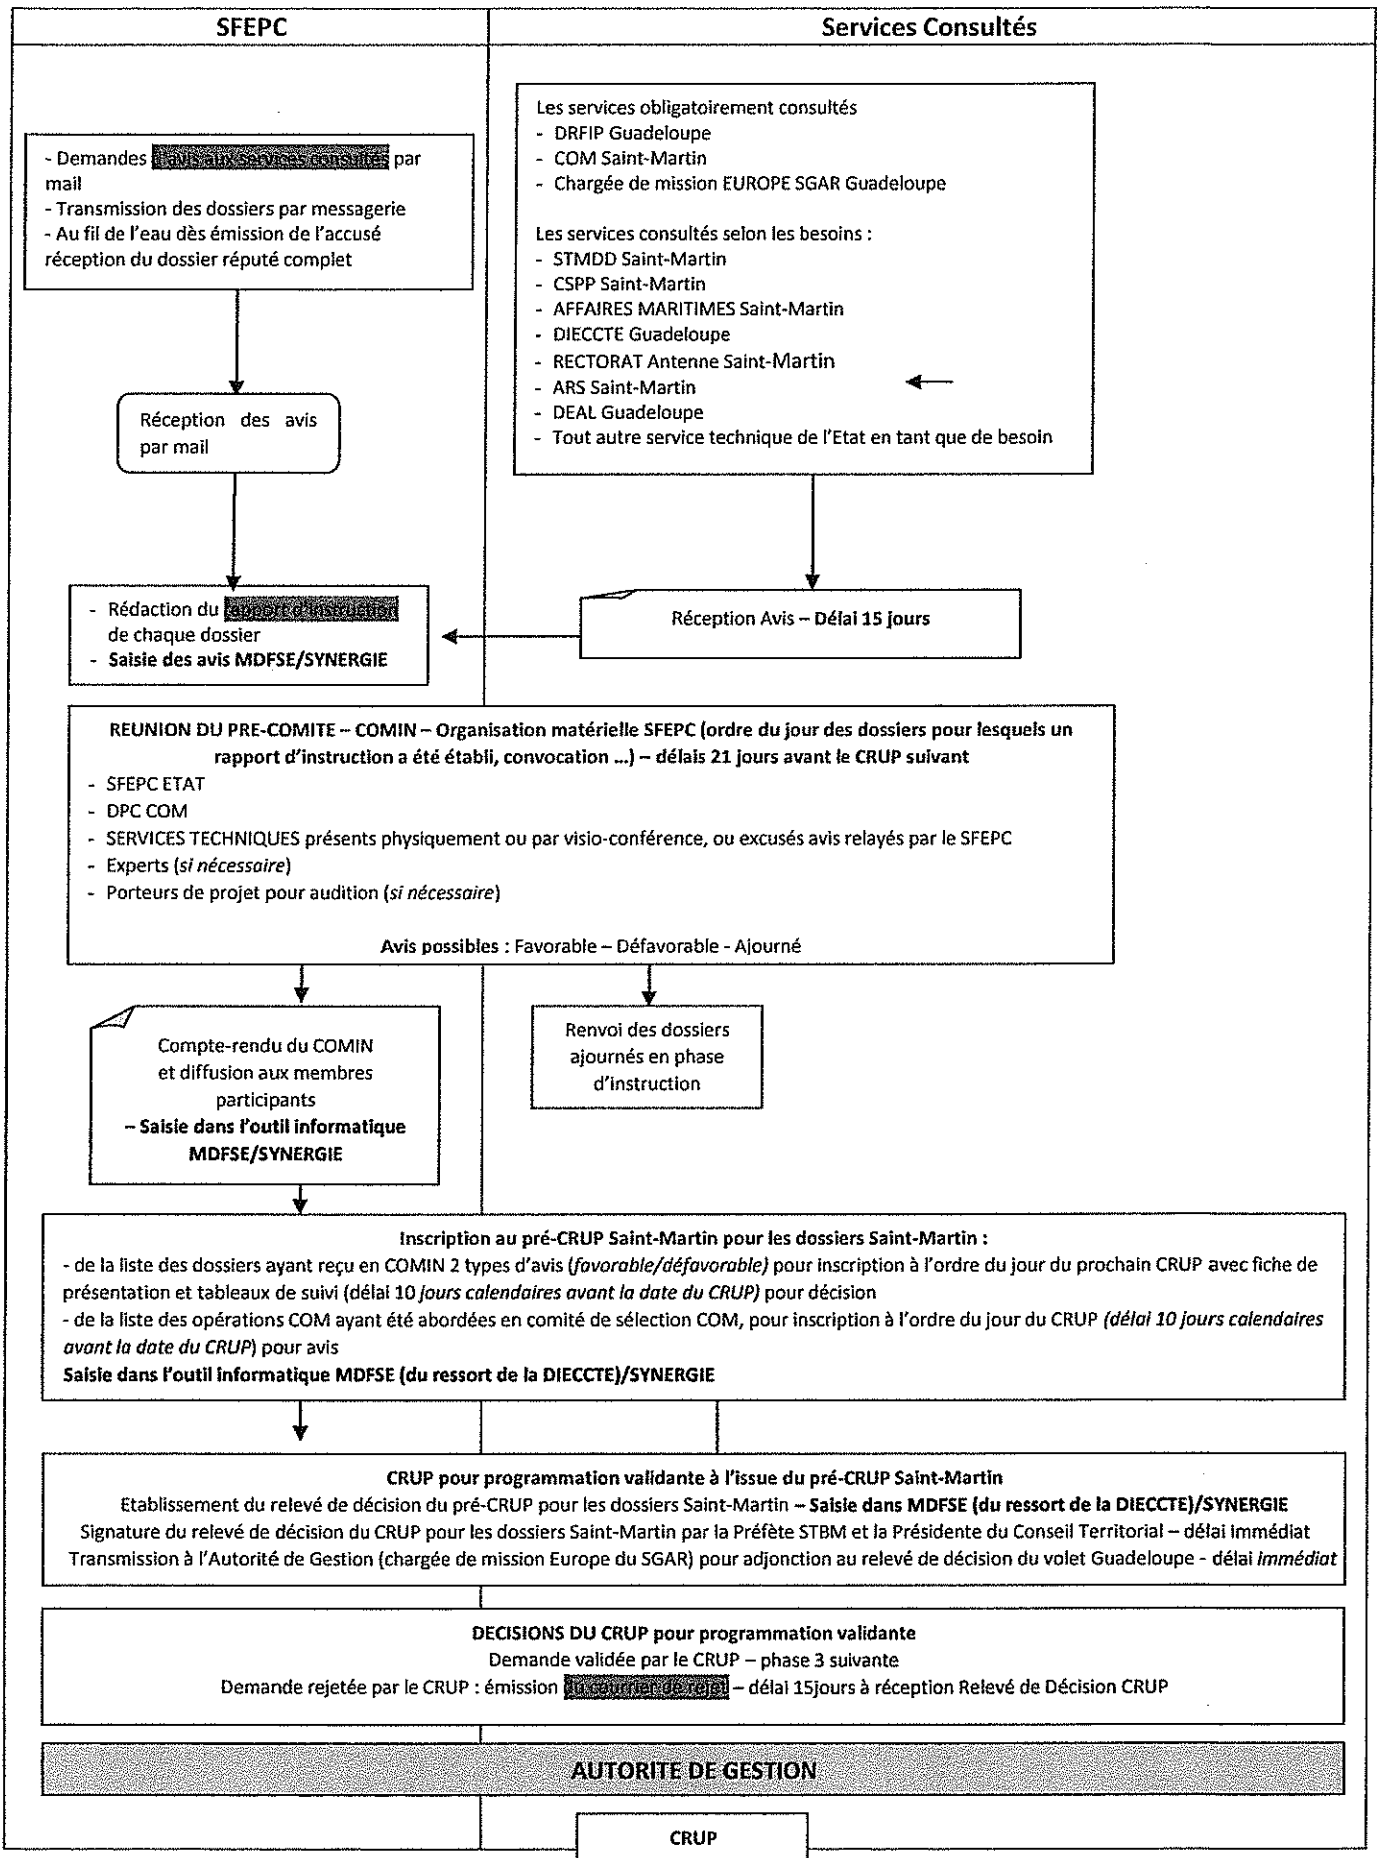 SFEPC
Services Consultés
- Demandes d'avis aux services consultés par
mail
- Transmission des dossiers par messagerie
- Au fil de l'eau dès émission de l'accusé
réception du dossier réputé complet
Les services obligatoirement consultés
- DRFIP Guadeloupe
- COM Saint-Martin
- Chargée de mission EUROPE SGAR Guadeloupe
Les services consultés selon les besoins :
- STMDD Saint-Martin
- CSPP Saint-Martin
- AFFAIRES MARITIMES Saint-Martin
- DIECCTE Guadeloupe
- RECTORAT Antenne Saint-Martin
- ARS Saint-Martin
- DEAL Guadeloupe
- Tout autre service technique de l'Etat en tant que de besoin
Réception des avis
par mail
- Rédaction du rapport d'instruction
de chaque dossier
- Saisie des avis MDFSE/SYNERGIE
Réception Avis – Délai 15 jours
REUNION DU PRE-COMITE – COMIN – Organisation matérielle SFEPC (ordre du jour des dossiers pour lesquels un
rapport d'instruction a été établi, convocation ...) – délais 21 jours avant le CRUP suivant
- SFEPC ETAT
- DPC COM
- SERVICES TECHNIQUES présents physiquement ou par visio-conférence, ou excusés avis relayés par le SFEPC
- Experts (si nécessaire)
- Porteurs de projet pour audition (si nécessaire)
Avis possibles : Favorable – Défavorable - Ajourné
Compte-rendu du COMIN
et diffusion aux membres
participants
– Saisie dans l'outil informatique
MDFSE/SYNERGIE
Renvoi des dossiers
ajournés en phase
d'instruction
Inscription au pré-CRUP Saint-Martin pour les dossiers Saint-Martin :
- de la liste des dossiers ayant reçu en COMIN 2 types d'avis (favorable/défavorable) pour inscription à l'ordre du jour du prochain CRUP avec fiche de
présentation et tableaux de suivi (délai 10 jours calendaires avant la date du CRUP) pour décision
- de la liste des opérations COM ayant été abordées en comité de sélection COM, pour inscription à l'ordre du jour du CRUP (délai 10 jours calendaires
avant la date du CRUP) pour avis
Saisie dans l'outil informatique MDFSE (du ressort de la DIECCTE)/SYNERGIE
CRUP pour programmation validante à l'issue du pré-CRUP Saint-Martin
Etablissement du relevé de décision du pré-CRUP pour les dossiers Saint-Martin – Saisie dans MDFSE (du ressort de la DIECCTE)/SYNERGIE
Signature du relevé de décision du CRUP pour les dossiers Saint-Martin par la Préfète STBM et la Présidente du Conseil Territorial – délai immédiat
Transmission à l'Autorité de Gestion (chargée de mission Europe du SGAR) pour adjonction au relevé de décision du volet Guadeloupe - délai immédiat
DECISIONS DU CRUP pour programmation validante
Demande validée par le CRUP – phase 3 suivante
Demande rejetée par le CRUP : émission du courrier de rejet – délai 15jours à réception Relevé de Décision CRUP
AUTORITE DE GESTION
CRUP